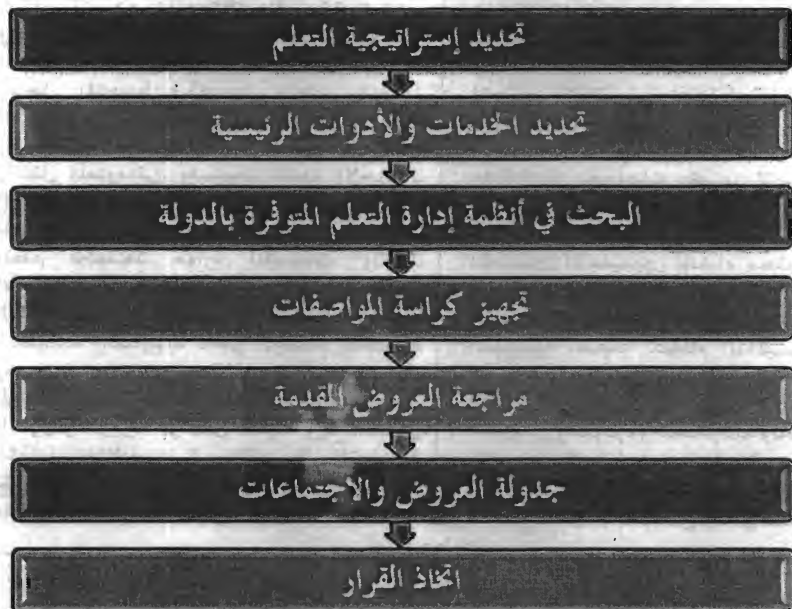 تحديد إستراتيجية التعلم
تحديد الخدمات والأدوات الرئيسية
البحث في أنظمة إدارة التعلم المتوفرة بالدولة
تجهيز كراسة المواصفات
مراجعة العروض المقدمة
جدولة العروض والاجتماعات
اتخاذ القرار